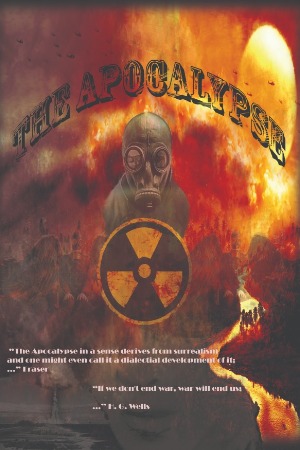 THE APOCALYPSE
"The Apocalypse in a sense derives from surrealism
and one might even call it a dialectial development of it;
..." Fraser
"If we don't end war, war will end us;
..." H. G. Wells